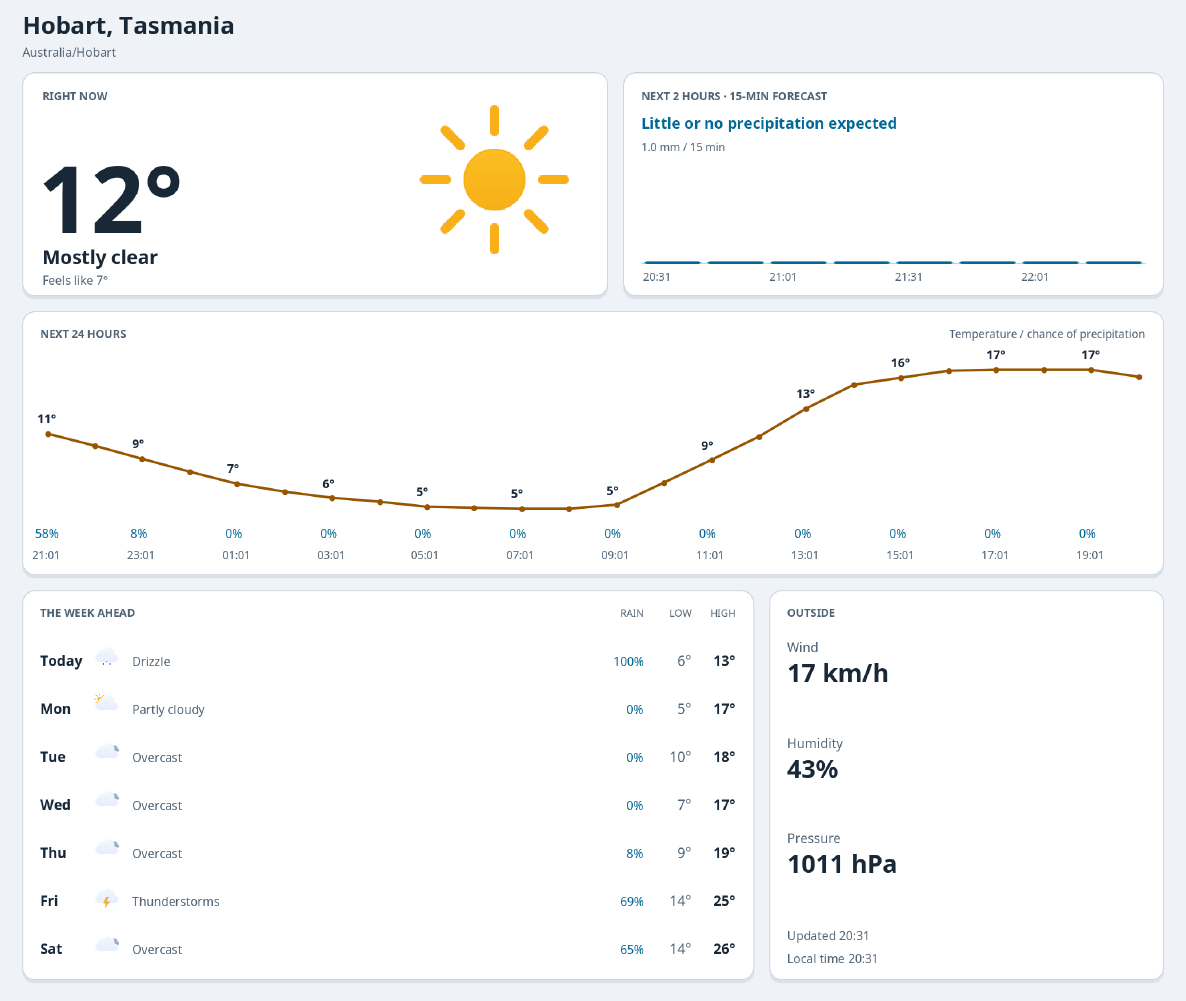 Hobart, Tasmania
Australia/Hobart
RIGHT NOW
12°
Mostly clear
Feels like 7°
NEXT 2 HOURS · 15-MIN FORECAST
Little or no precipitation expected
1.0 mm / 15 min
20:31 21:01 21:31 22:01
NEXT 24 HOURS
Temperature / chance of precipitation
11° 9° 7° 6° 5° 5° 5° 9° 13° 16° 17° 17°
58% 8% 0% 0% 0% 0% 0% 0% 0% 0% 0% 0%
21:01 23:01 01:01 03:01 05:01 07:01 09:01 11:01 13:01 15:01 17:01 19:01
THE WEEK AHEAD RAIN LOW HIGH
Today Drizzle 100% 6° 13°
Mon Partly cloudy 0% 5° 17°
Tue Overcast 0% 10° 18°
Wed Overcast 0% 7° 17°
Thu Overcast 8% 9° 19°
Fri Thunderstorms 69% 14° 25°
Sat Overcast 65% 14° 26°
OUTSIDE
Wind
17 km/h
Humidity
43%
Pressure
1011 hPa
Updated 20:31
Local time 20:31